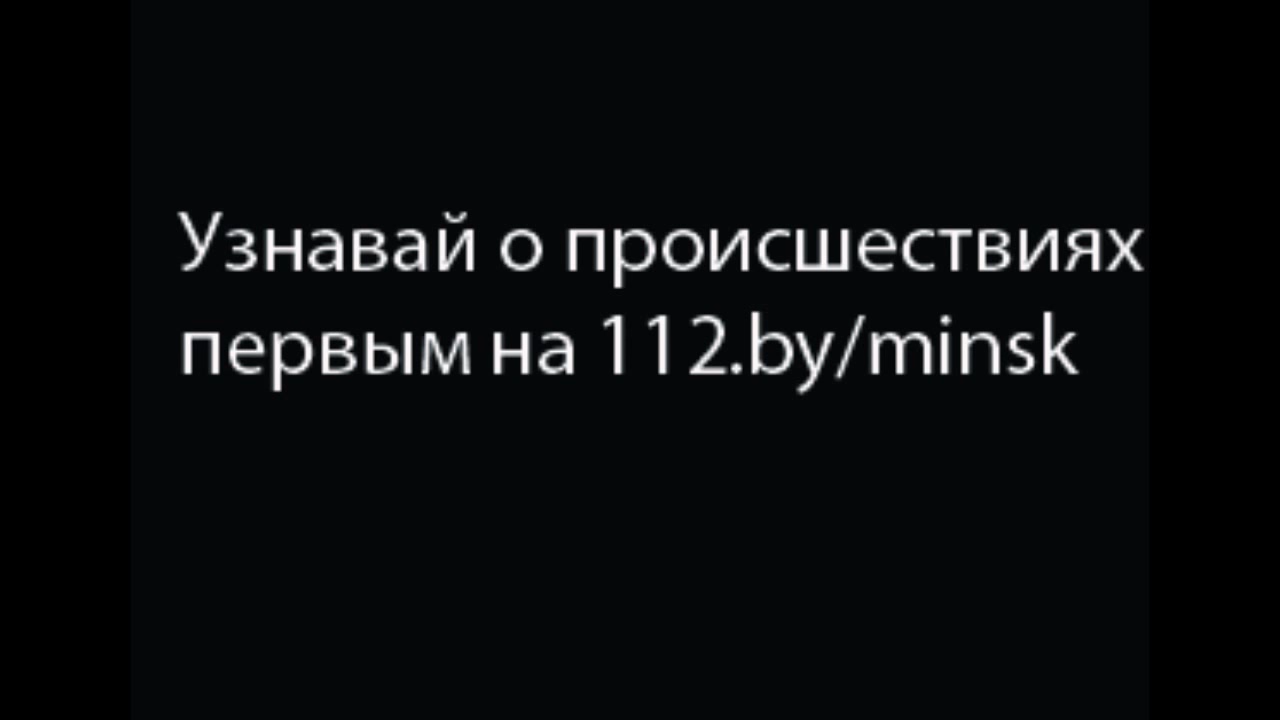 Узнавай о происшествиях
первым на 112.by/minsk